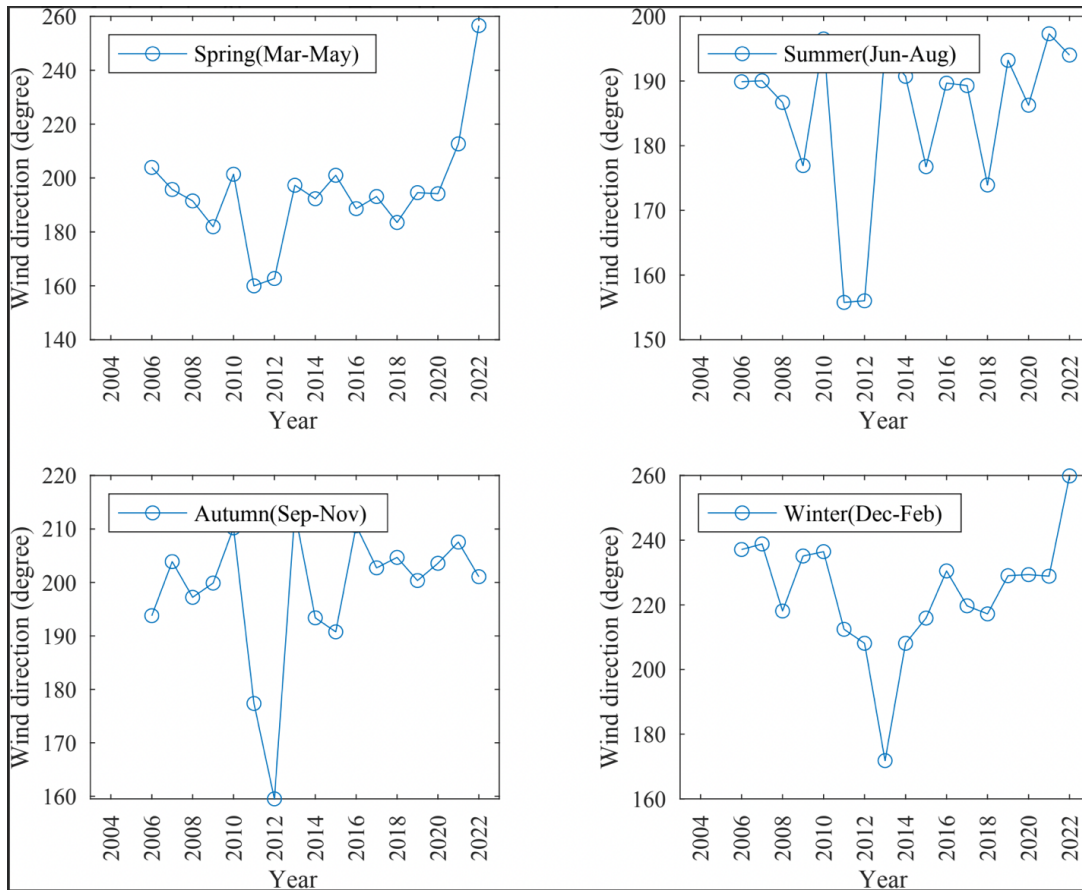 260
240
220
200
180
160
140
Wind direction (degree)
Spring(Mar-May)
2004 2006 2008 2010 2012 2014 2016 2018 2020 2022
Year
200
190
180
170
160
150
Wind direction (degree)
Summer(Jun-Aug)
2004 2006 2008 2010 2012 2014 2016 2018 2020 2022
Year
220
210
200
190
180
170
160
Wind direction (degree)
Autumn(Sep-Nov)
2004 2006 2008 2010 2012 2014 2016 2018 2020 2022
Year
260
240
220
200
180
160
Wind direction (degree)
Winter(Dec-Feb)
2004 2006 2008 2010 2012 2014 2016 2018 2020 2022
Year